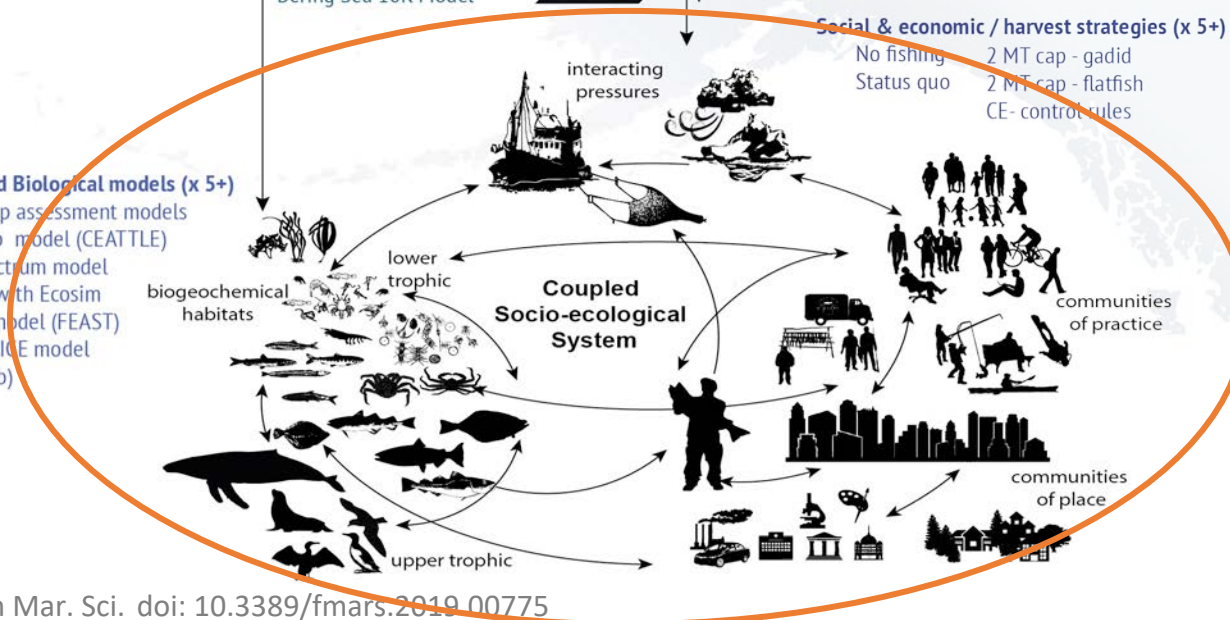 Bering Sea 10K Model
Social & economic / harvest strategies (x 5+)
No fishing 2 MT cap - gadid
Status quo 2 MT cap - flatfish
CE- control rules
interacting
pressures
d Biological models (x 5+)
p assessment models
o model (CEATTLE)
ctrum model
with Ecosim
model (FEAST)
ICE model
o)
lower
trophic
biogeochemical
habitats
Coupled
Socio-ecological
System
communities
of practice
communities
of place
upper trophic
n Mar. Sci. doi: 10.3389/fmars.2019.00775